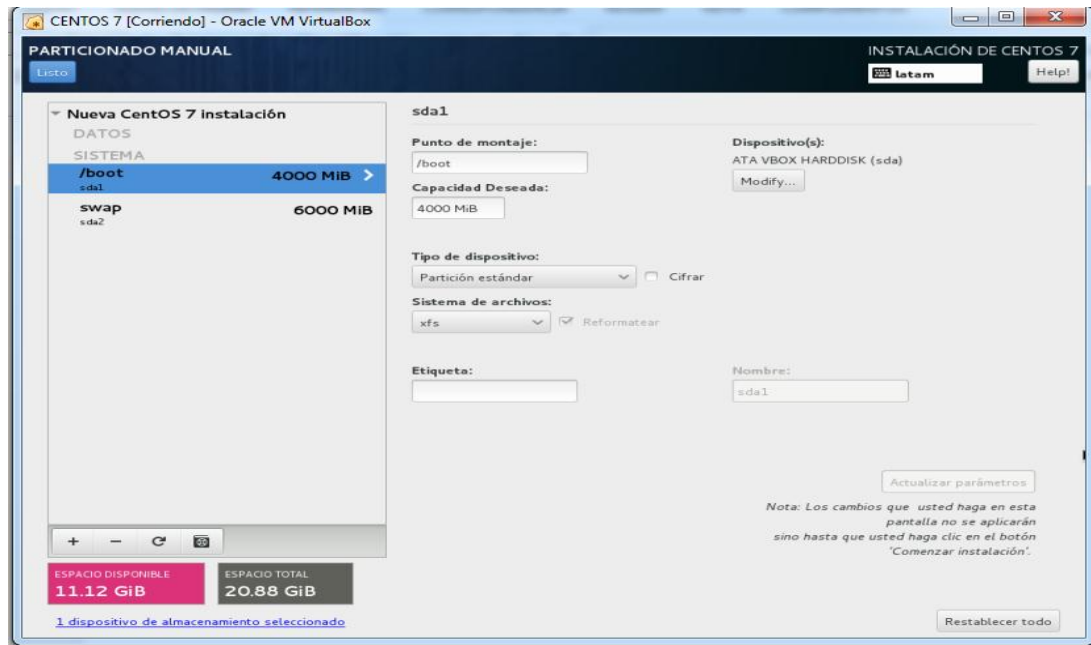 CENTOS 7 [Corriendo] - Oracle VM VirtualBox
PARTICIONADO MANUAL
INSTALACIÓN DE CENTOS 7
Listo
latam
Help!
Nueva CentOS 7 instalación
DATOS
SISTEMA
/boot
4000 MiB
sda1
swap
6000 MiB
sda2
sda1
Punto de montaje:
/boot
Capacidad Deseada:
4000 MiB
Dispositivo(s):
ATA VBOX HARDDISK (sda)
Modify...
Tipo de dispositivo:
Partición estándar
Cifrar
Sistema de archivos:
xfs
Reformatear
Etiqueta:
Nombre:
sda1
Actualizar parámetros
Nota: Los cambios que usted haga en esta
pantalla no se aplicarán
sino hasta que usted haga clic en el botón
'Comenzar instalación'.
ESPACIO DISPONIBLE
11.12 GiB
ESPACIO TOTAL
20.88 GiB
1 dispositivo de almacenamiento seleccionado
Restablecer todo